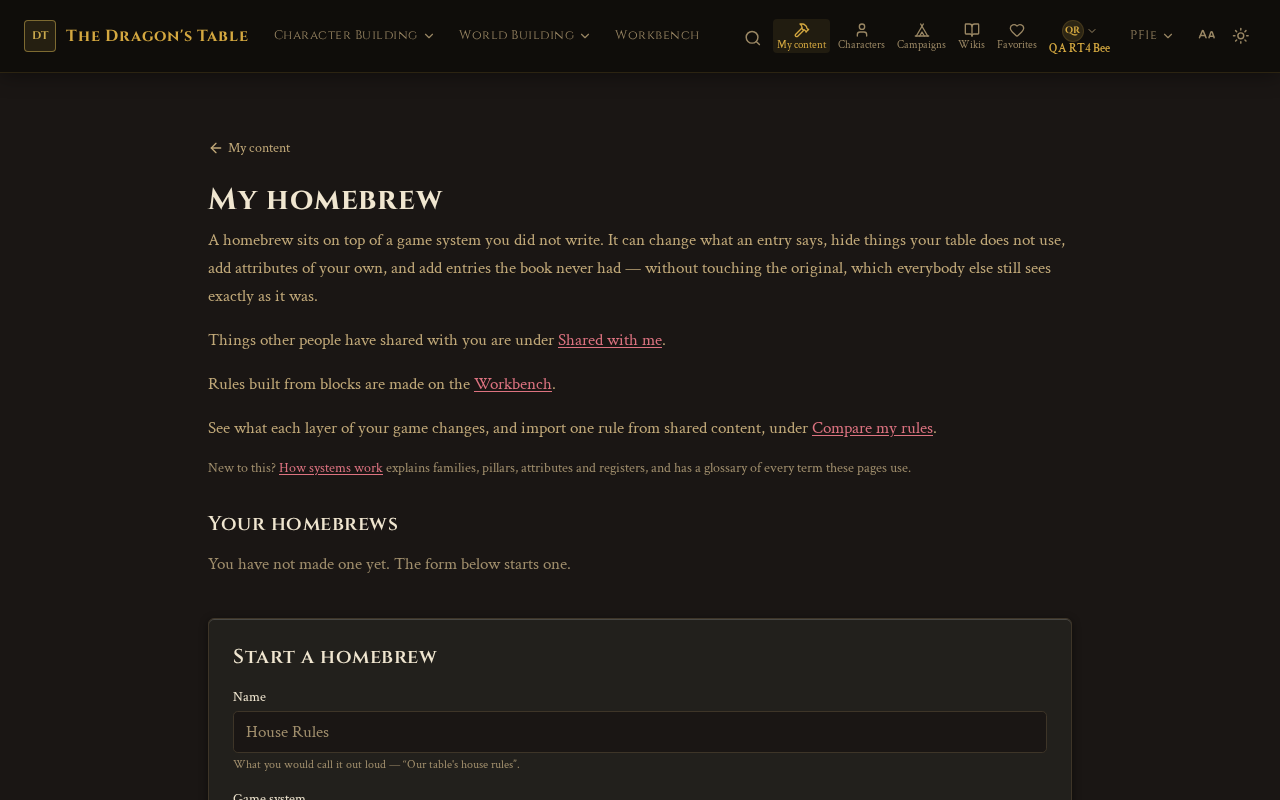 DT The Dragon's Table Character Building World Building Workbench My content Characters Campaigns Wikis Favorites QR QA RT4 Bee PF1e AA
My content
My homebrew
A homebrew sits on top of a game system you did not write. It can change what an entry says, hide things your table does not use,
add attributes of your own, and add entries the book never had — without touching the original, which everybody else still sees
exactly as it was.
Things other people have shared with you are under Shared with me.
Rules built from blocks are made on the Workbench.
See what each layer of your game changes, and import one rule from shared content, under Compare my rules.
New to this? How systems work explains families, pillars, attributes and registers, and has a glossary of every term these pages use.
Your homebrews
You have not made one yet. The form below starts one.
Start a homebrew
Name
House Rules
What you would call it out loud — “Our table's house rules”.
Game system